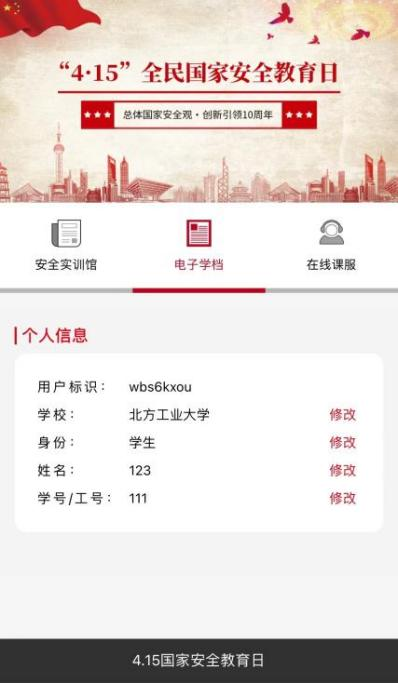 “4·15”全民国家安全教育日
总体国家安全观·创新引领10周年
安全实训馆 电子学档 在线课服
个人信息
用户标识： wbs6kxou
学校： 北方工业大学 修改
身份： 学生 修改
姓名： 123 修改
学号/工号： 111 修改
4.15国家安全教育日